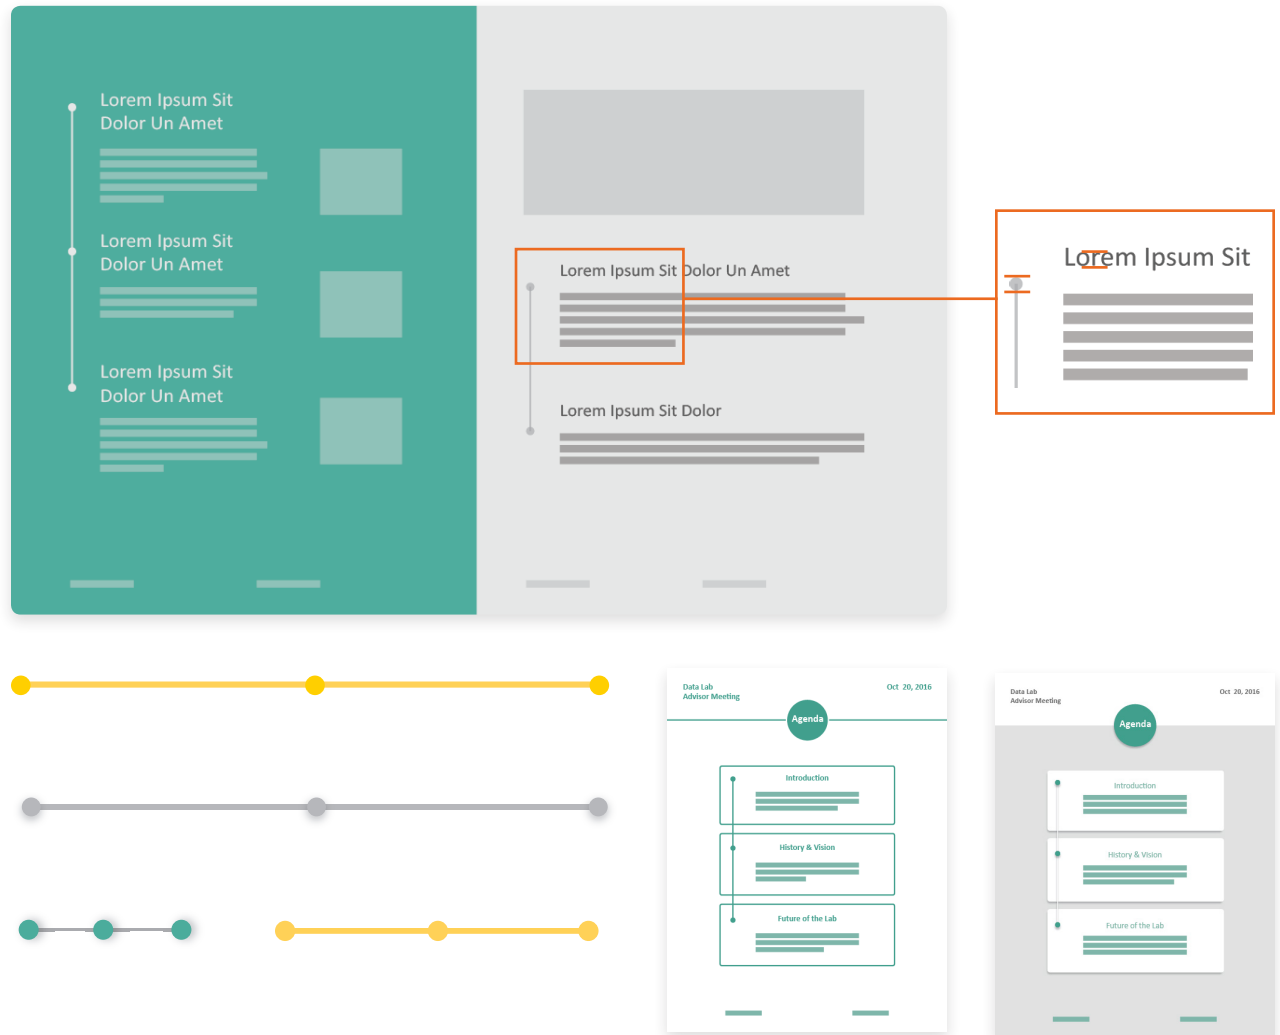 Lorem Ipsum Sit
Dolor Un Amet
Lorem Ipsum Sit
Dolor Un Amet
Lorem Ipsum Sit
Dolor Un Amet
Lorem Ipsum Sit Dolor Un Amet
Lorem Ipsum Sit Dolor
Lorem Ipsum Sit
Data Lab
Advisor Meeting
Oct 20, 2016
Agenda
Introduction
History & Vision
Future of the Lab
Data Lab
Advisor Meeting
Oct 20, 2016
Agenda
Introduction
History & Vision
Future of the Lab